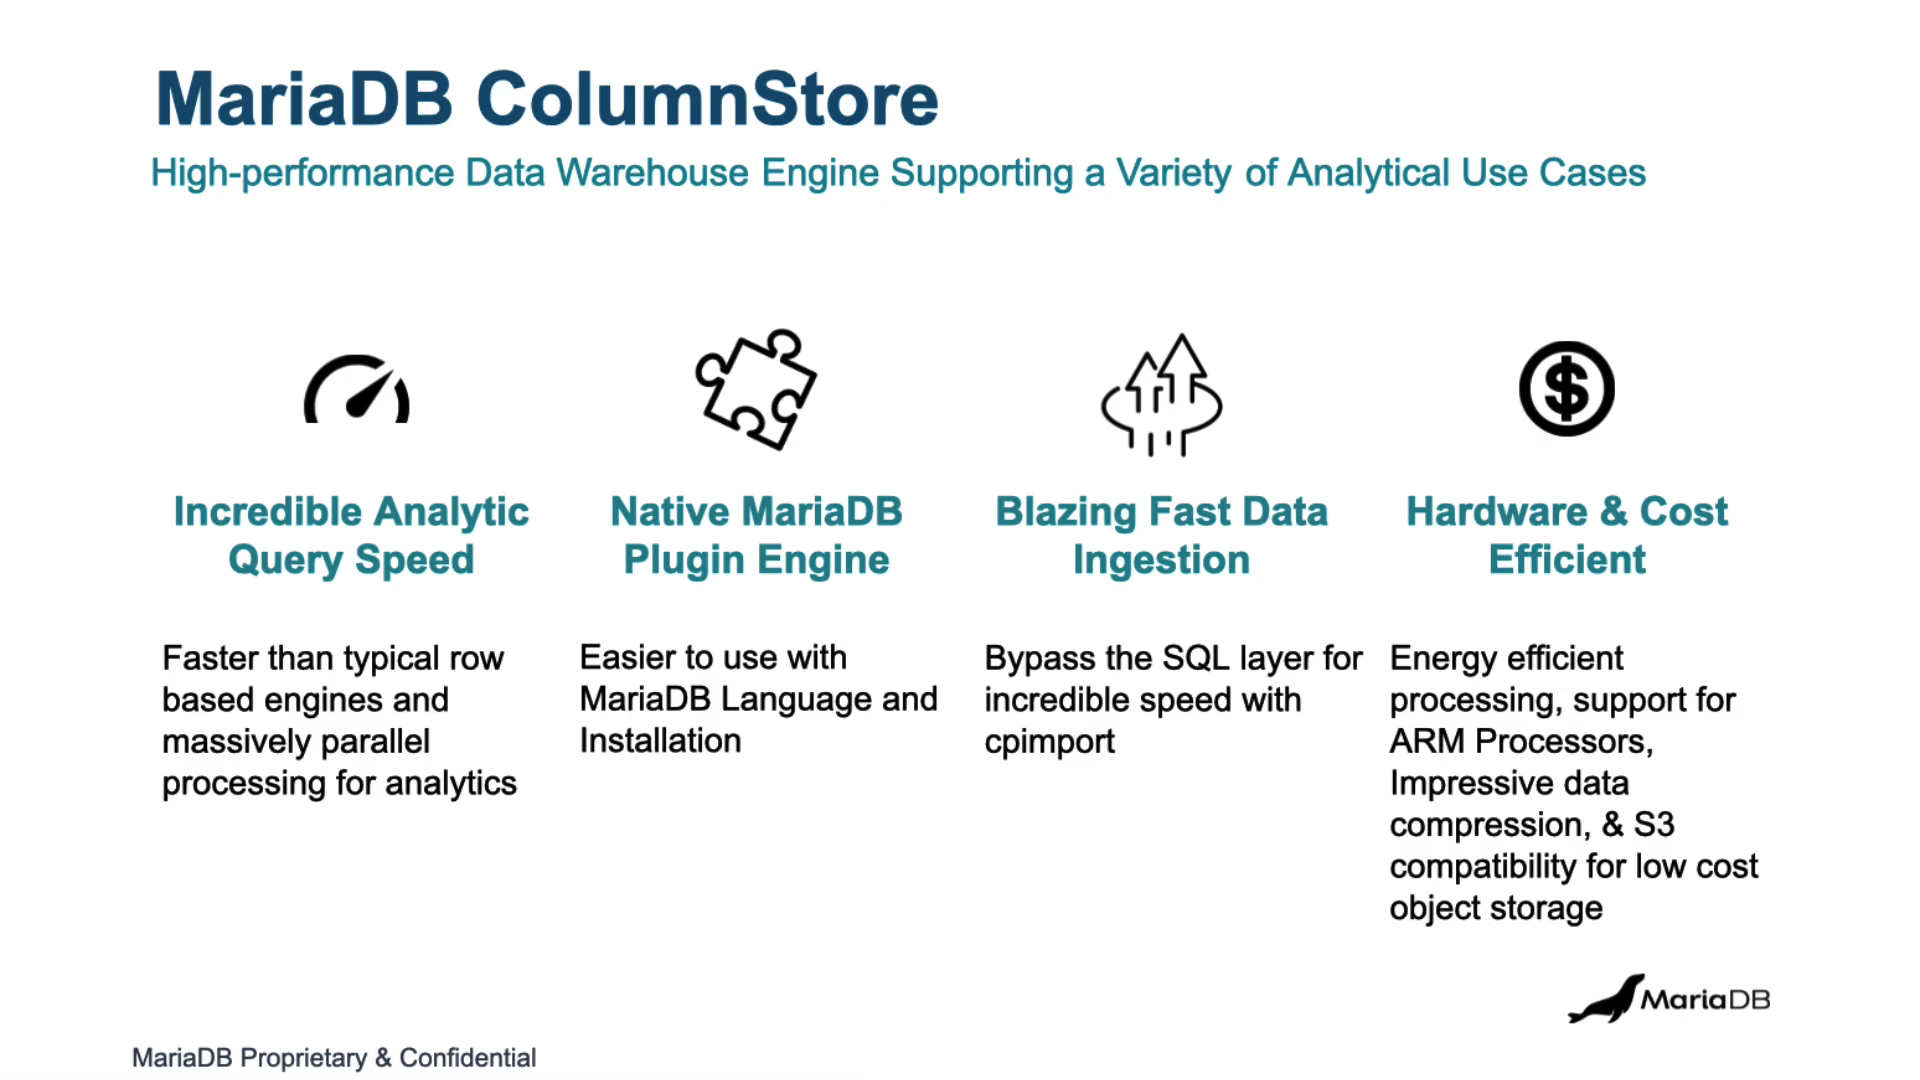 MariaDB ColumnStore
High-performance Data Warehouse Engine Supporting a Variety of Analytical Use Cases
Incredible Analytic
Query Speed
Faster than typical row
based engines and
massively parallel
processing for analytics
Native MariaDB
Plugin Engine
Easier to use with
MariaDB Language and
Installation
Blazing Fast Data
Ingestion
Bypass the SQL layer for
incredible speed with
cpimport
$
Hardware & Cost
Efficient
Energy efficient
processing, support for
ARM Processors,
Impressive data
compression, & S3
compatibility for low cost
object storage
MariaDB
MariaDB Proprietary & Confidential